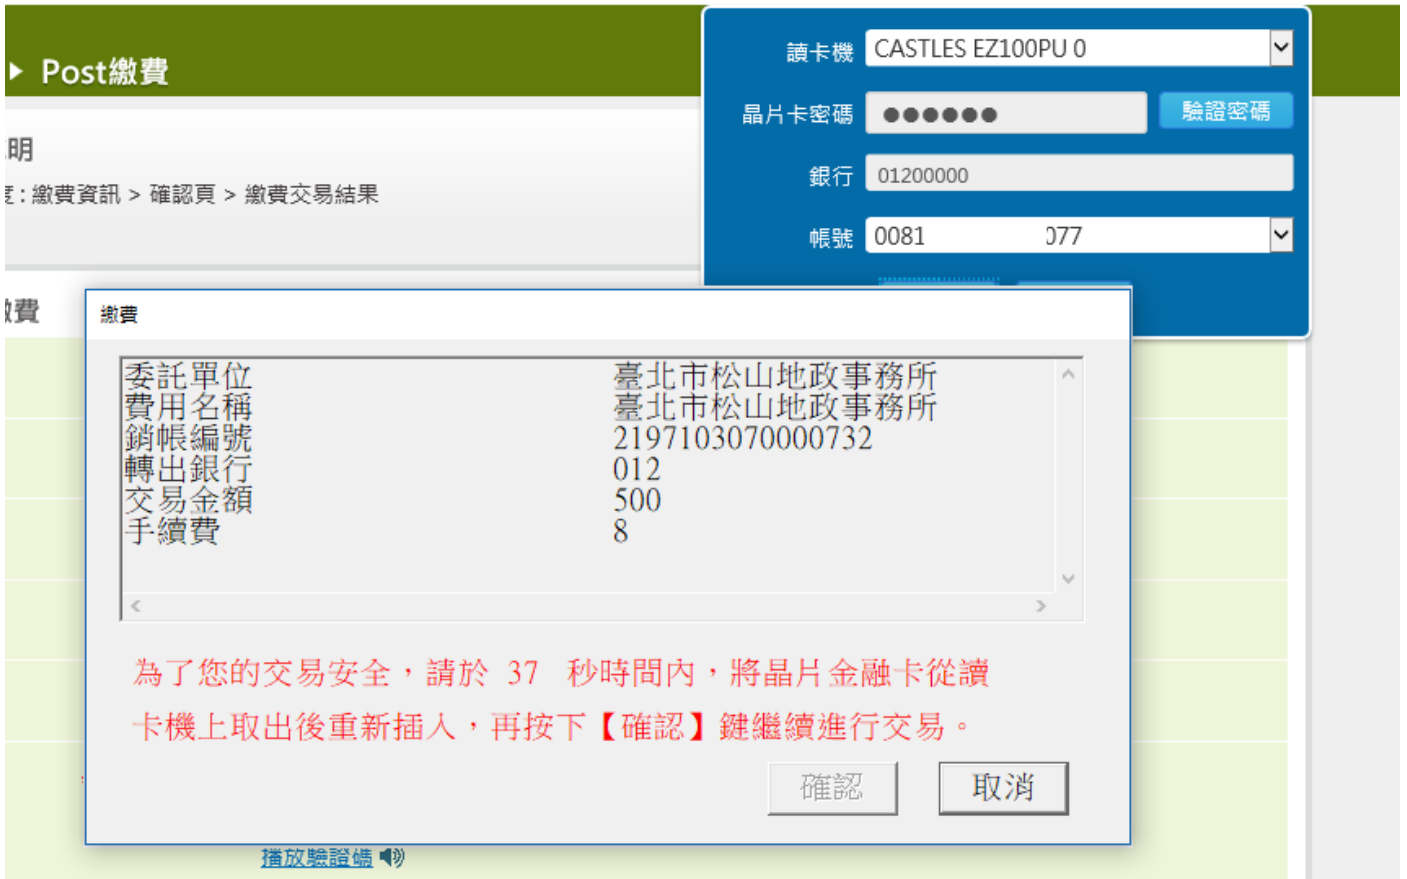 Post繳費
讀卡機 CASTLES EZ100PU 0
晶片卡密碼 ●●●●●● 驗證密碼
明
銀行 01200000
: 繳費資訊 > 確認頁 > 繳費交易結果
帳號 0081 077
費
繳費
委託單位 臺北市松山地政事務所
費用名稱 臺北市松山地政事務所
銷帳編號 2197103070000732
轉出銀行 012
交易金額 500
手續費 8
為了您的交易安全，請於 37 秒時間內，將晶片金融卡從讀
卡機上取出後重新插入，再按下【確認】鍵繼續進行交易。
確認 取消
播放驗證碼